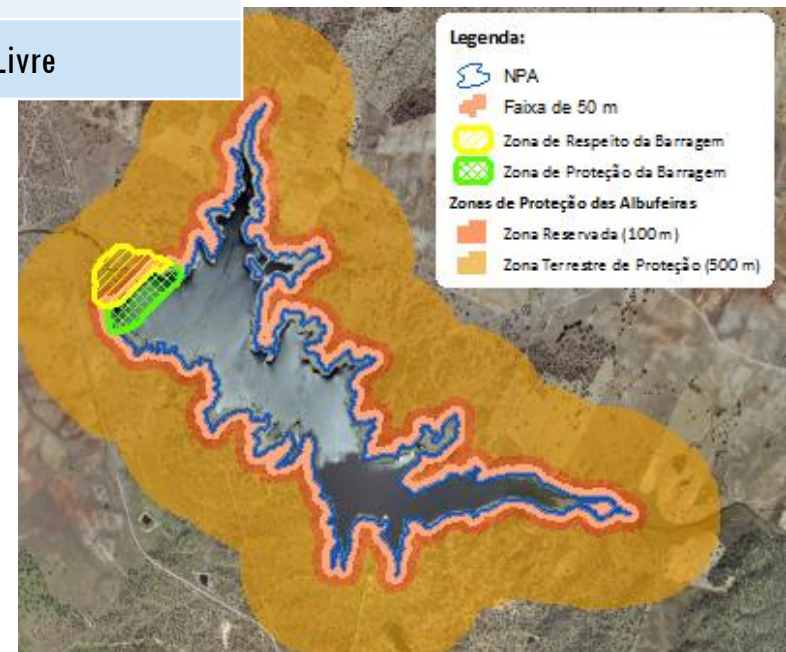 Livre
Legenda:
NPA
Faixa de 50 m
Zona de Respeito da Barragem
Zona de Proteção da Barragem
Zonas de Proteção das Albufeiras
Zona Reservada (100 m)
Zona Terrestre de Proteção (500 m)